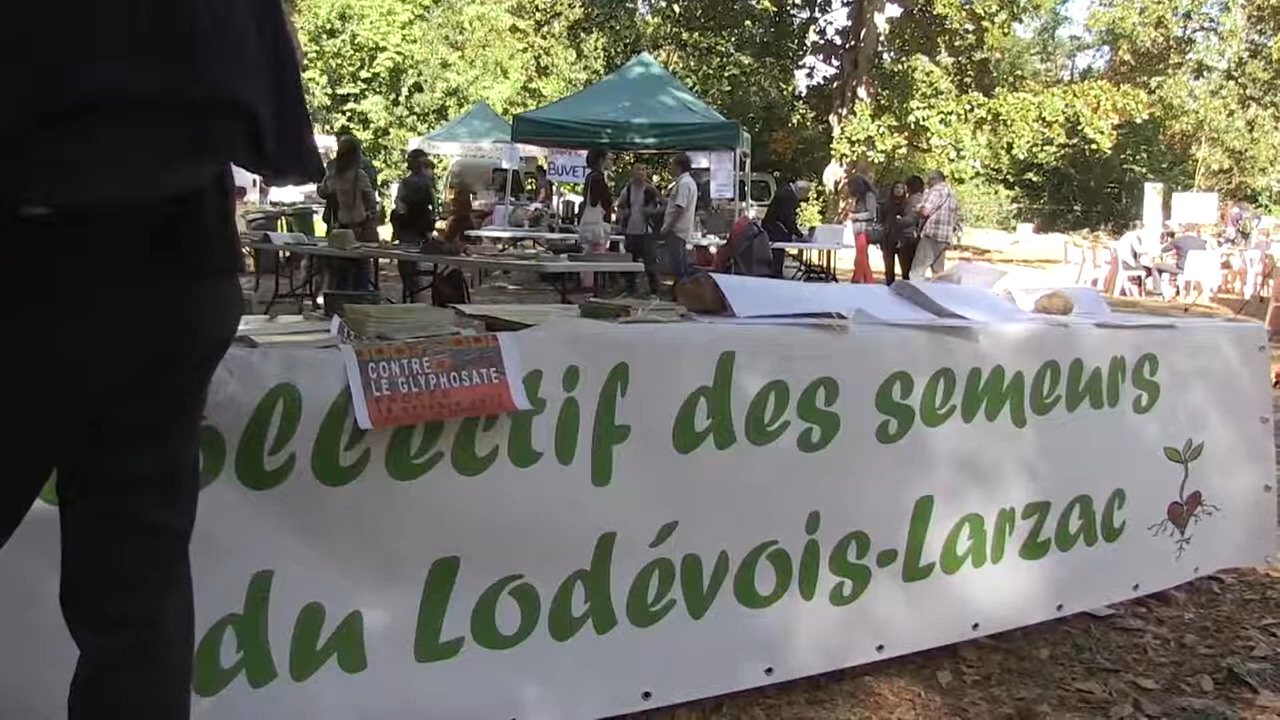 BUVET
CONTRE
LE GLYPHOSATE
ollectif des semeurs
du Lodévois-Larzac